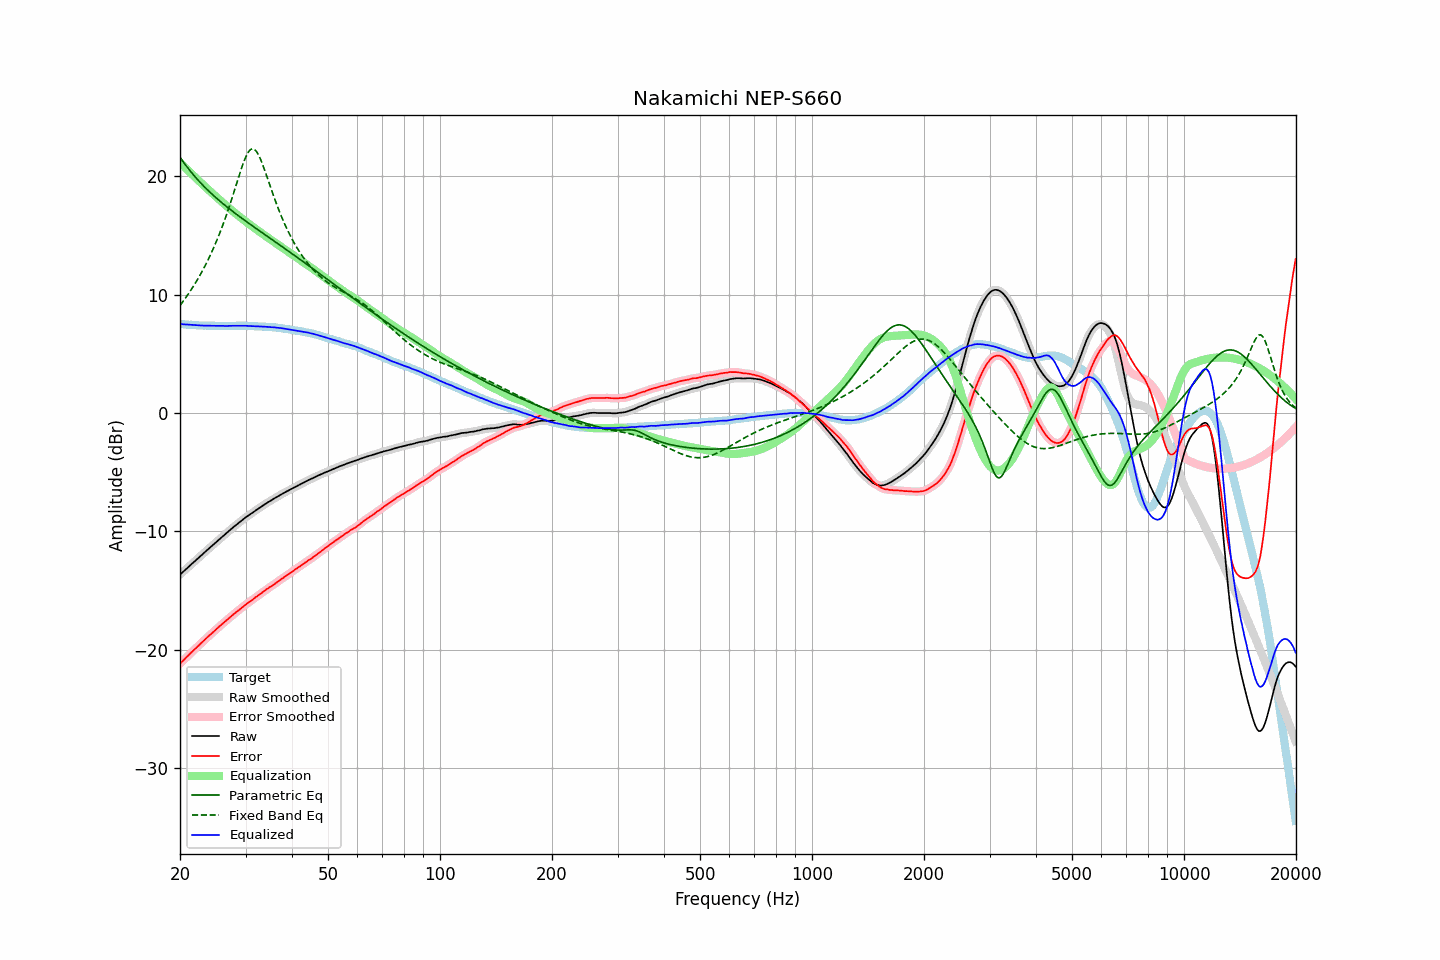 Nakamichi NEP-S660
Amplitude (dBr)
20
10
0
−10
−20
−30
Target
Raw Smoothed
Error Smoothed
Raw
Error
Equalization
Parametric Eq
Fixed Band Eq
Equalized
20 50 100 200 500 1000 2000 5000 10000 20000
Frequency (Hz)